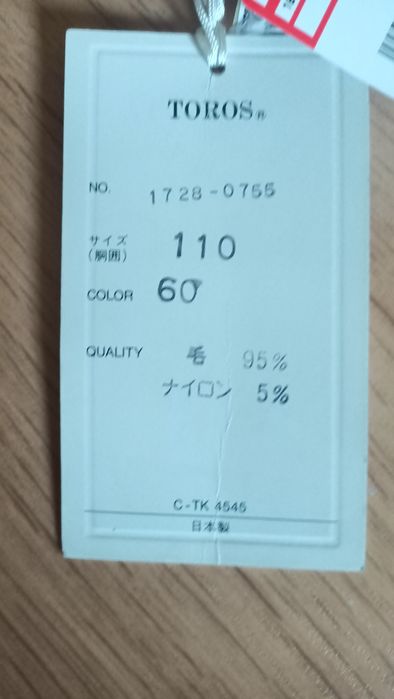 TOROS®
NO. 1728-0755
サイズ 110
(胸囲)
COLOR 60
QUALITY 毛 95%
ナイロン 5%
C-TK 4545
日本製